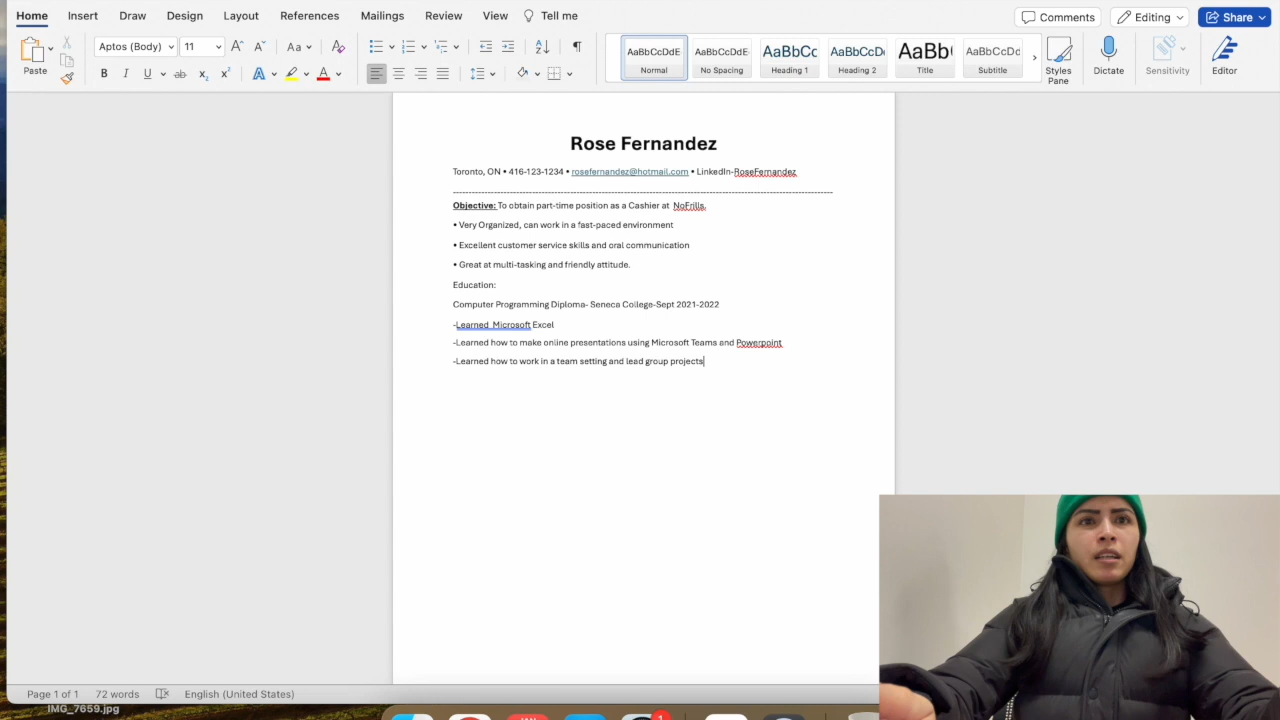 Home Insert Draw Design Layout References Mailings Review View Tell me Comments Editing Share
Paste Aptos (Body) 11 Aa AaBbCcDdE Normal AaBbCcDdE No Spacing AaBbCc Heading 1 AaBbCcD Heading 2 AaBb Title AaBbCcDd Subtitle Styles Pane Dictate Sensitivity Editor
Rose Fernandez
Toronto, ON • 416-123-1234 • rosefernandez@hotmail.com • LinkedIn-RoseFernandez
Objective: To obtain part-time position as a Cashier at NoFrills.
• Very Organized, can work in a fast-paced environment
• Excellent customer service skills and oral communication
• Great at multi-tasking and friendly attitude.
Education:
Computer Programming Diploma- Seneca College-Sept 2021-2022
-Learned Microsoft Excel
-Learned how to make online presentations using Microsoft Teams and Powerpoint
-Learned how to work in a team setting and lead group projects
Page 1 of 1 72 words English (United States)
IMG_7659.jpg